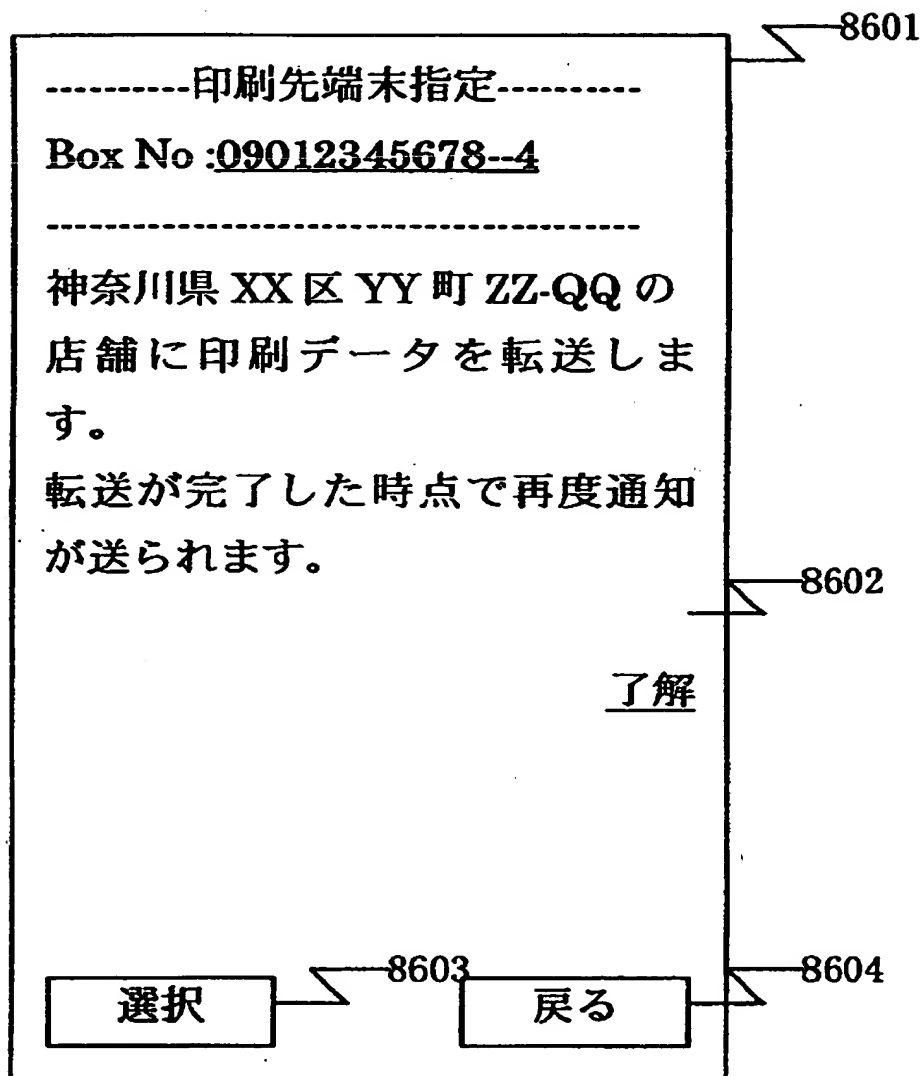 8601
----------印刷先端末指定----------
Box No :09012345678--4
-----------------------------------------
神奈川県 XX 区 YY 町 ZZ-QQ の
店舗に印刷データを転送しま
す。
転送が完了した時点で再度通知
が送られます。
8602
了解
8603
8604
選択
戻る